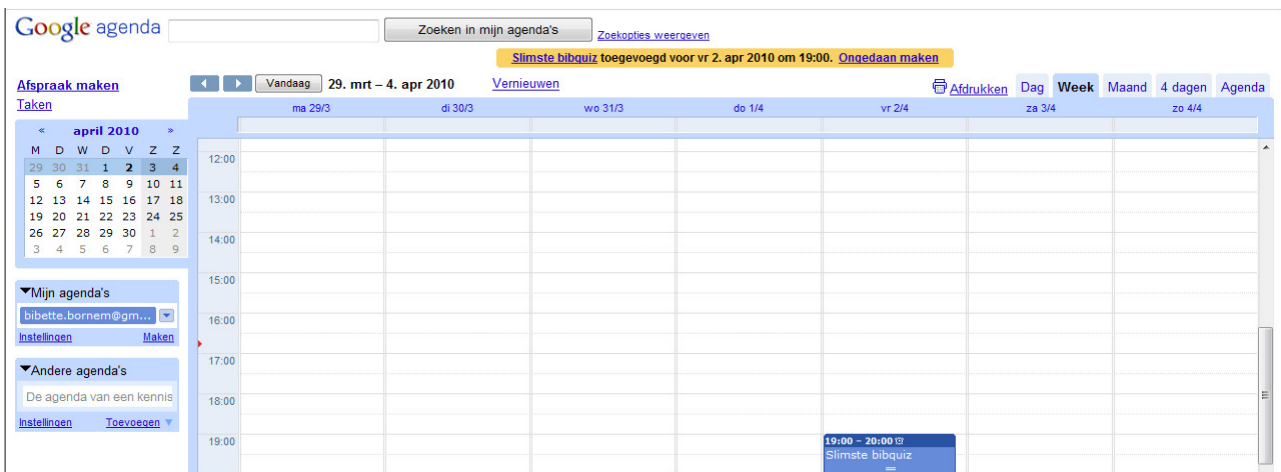 Google agenda
Zoeken in mijn agenda's
Zoekopties weergeven
Slimste bibquiz toegevoegd voor vr 2. apr 2010 om 19:00. Ongedaan maken
Afspraak maken
Taken
Vandaag 29. mrt – 4. apr 2010 Vernieuwen
Afdrukken Dag Week Maand 4 dagen Agenda
ma 29/3 di 30/3 wo 31/3 do 1/4 vr 2/4 za 3/4 zo 4/4
« april 2010 »
M D W D V Z Z
29 30 31 1 2 3 4
5 6 7 8 9 10 11
12 13 14 15 16 17 18
19 20 21 22 23 24 25
26 27 28 29 30 1 2
3 4 5 6 7 8 9
Mijn agenda's
bibette.bornem@gm...
Instellingen Maken
Andere agenda's
De agenda van een kennis
Instellingen Toevoegen
12:00
13:00
14:00
15:00
16:00
17:00
18:00
19:00
19:00 – 20:00
Slimste bibquiz